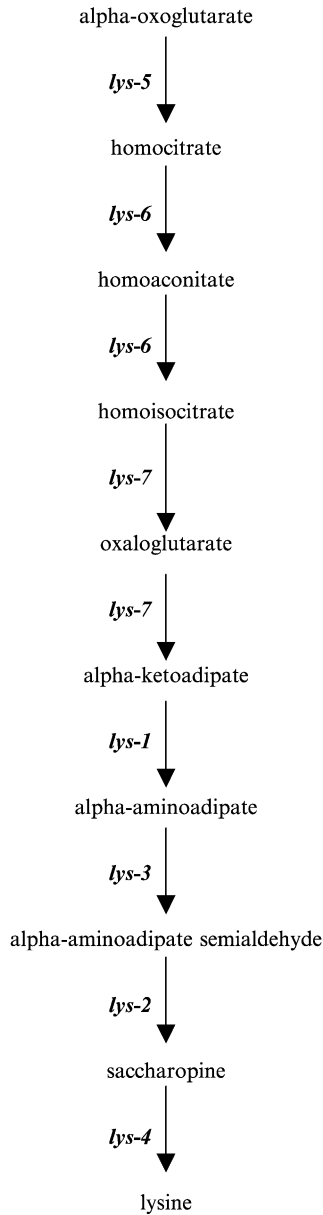 alpha-oxoglutarate
lys-5
homocitrate
lys-6
homoaconitate
lys-6
homoisocitrate
lys-7
oxaloglutarate
lys-7
alpha-ketoadipate
lys-1
alpha-aminoadipate
lys-3
alpha-aminoadipate semialdehyde
lys-2
saccharopine
lys-4
lysine